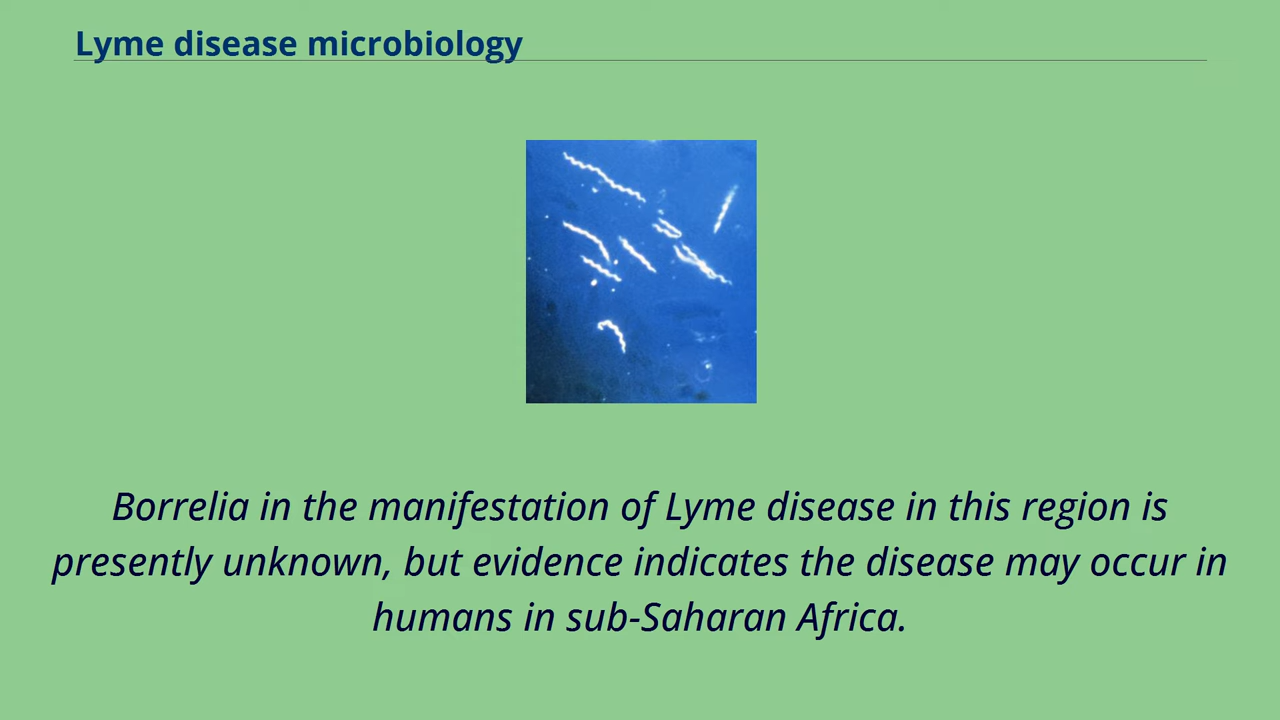 Lyme disease microbiology
Borrelia in the manifestation of Lyme disease in this region is
presently unknown, but evidence indicates the disease may occur in
humans in sub-Saharan Africa.